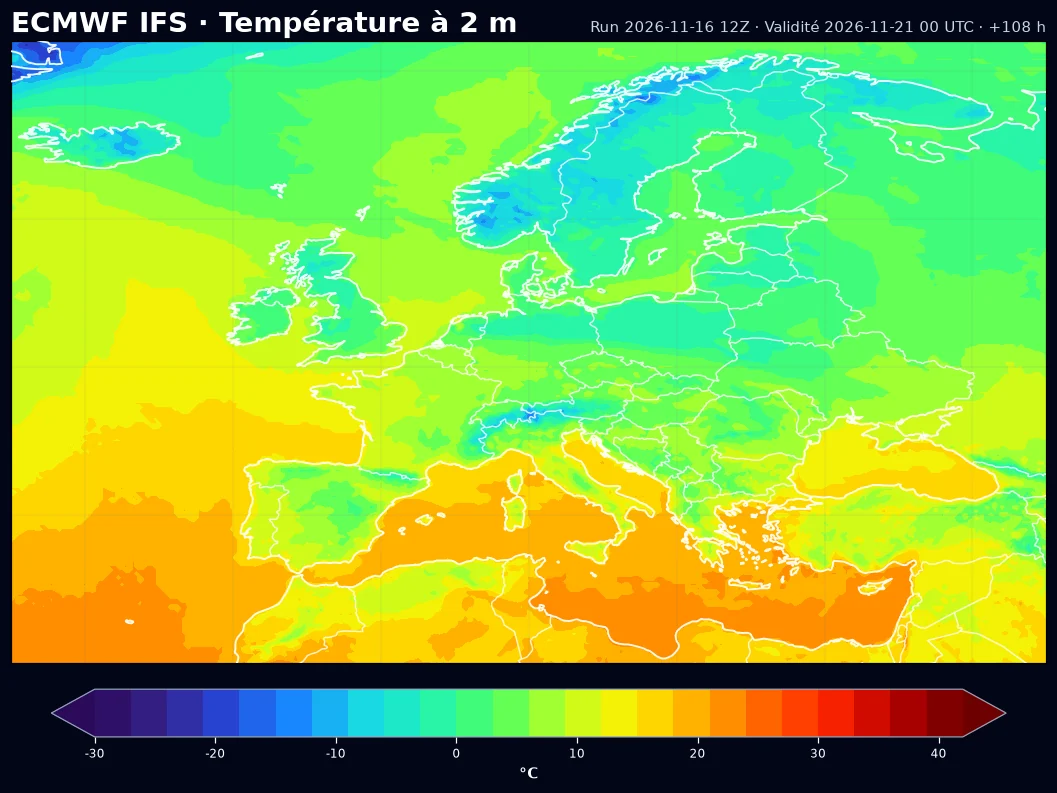 ECMWF IFS · Température à 2 m
Run 2026-11-16 12Z · Validité 2026-11-21 00 UTC · +108 h
-30 -20 -10 0 10 20 30 40
°C